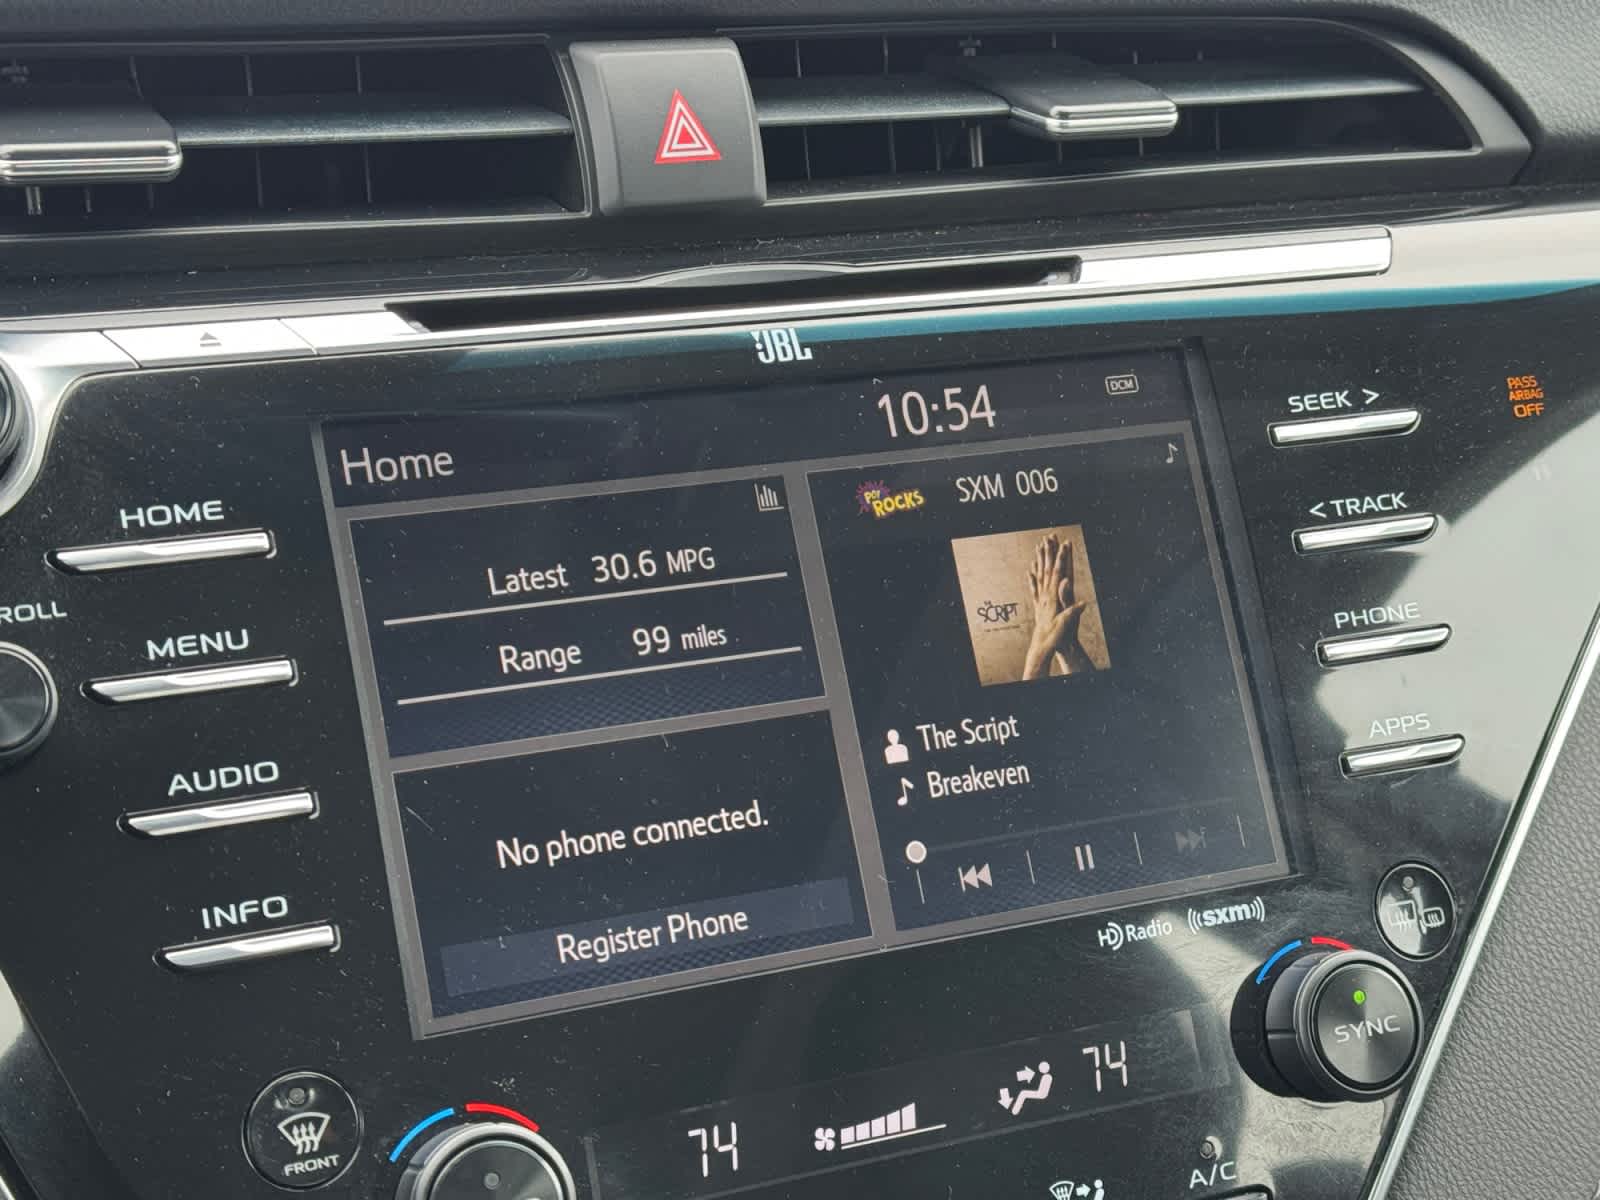 JBL
10:54
DCM
Home
SEEK >
PASS
AIRBAG
OFF
HOME
Latest 30.6 MPG
POP
ROCKS
SXM 006
< TRACK
ROLL
MENU
Range 99 miles
THE
SCRIPT
PHONE
AUDIO
No phone connected.
The Script
Breakeven
APPS
INFO
Register Phone
HD Radio
((sxm))
SYNC
FRONT
74
74
A/C